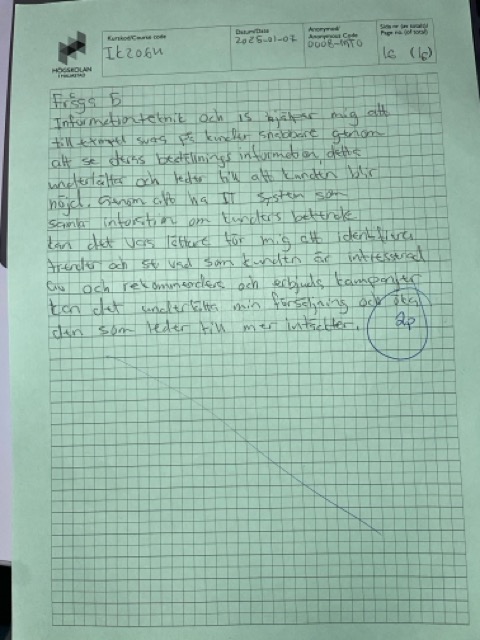 HÖGSKOLAN
I HALMSTAD
Kurskod/Course code
IK2064
Datum/Date
2025-01-07
Anonymkod/
Anonymous Code
0008-MTO
Sida nr (av totalt)/
Page no. (of total)
16 (16)
Fråga 5
Informationteknik och IS hjälper mig att
till exempel svara på kunder snabbare genom
att se deras beställnings information, detta
underlättar och leder till att kunden blir
nöjd. Genom att ha IT system som
samla information om kunders beteende
kan det vara lättare för mig att identifiera
trender och se vad som kunden är intresserad
av och rekommendera och erbjuda kampanjer
kan det underlätta min försäljning och öka
den som leder till mer intäkter.
2p